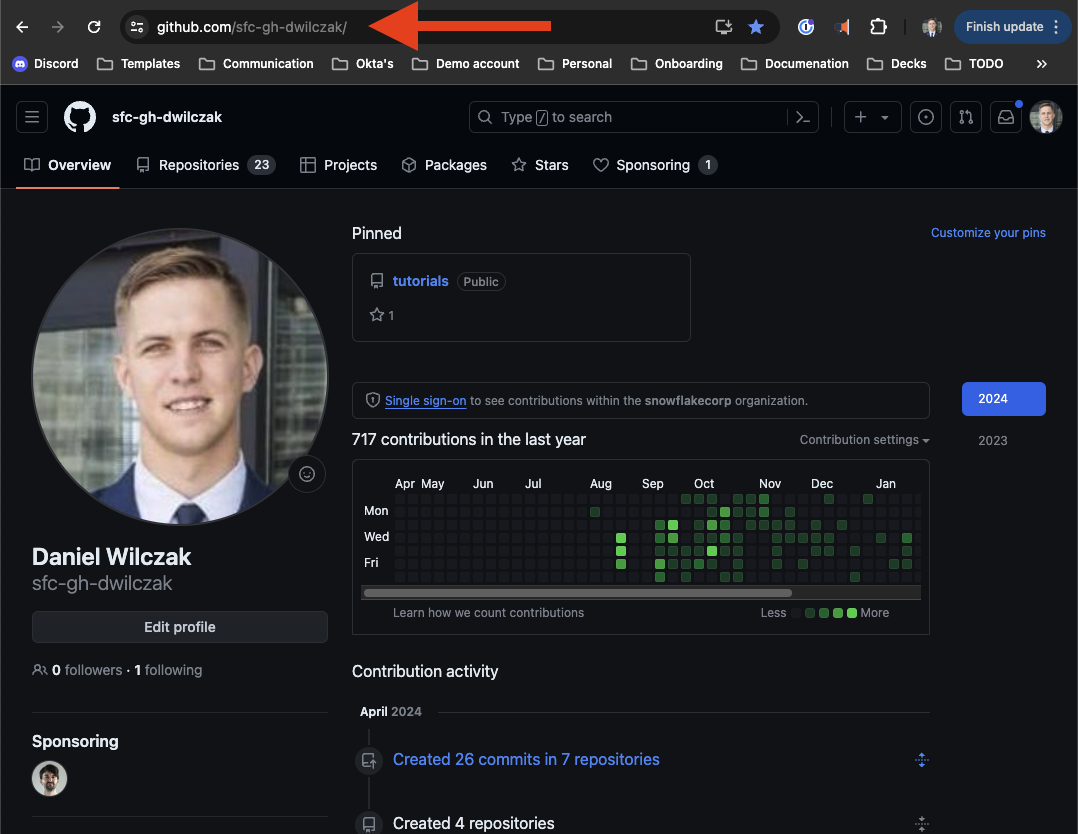 github.com/sfc-gh-dwilczak/
Finish update
Discord Templates Communication Okta's Demo account Personal Onboarding Documenation Decks TODO »
sfc-gh-dwilczak
Type / to search
Overview Repositories 23 Projects Packages Stars Sponsoring 1
Pinned
Customize your pins
tutorials Public
1
Single sign-on to see contributions within the snowflakecorp organization.
2024
2023
717 contributions in the last year
Contribution settings
Apr May Jun Jul Aug Sep Oct Nov Dec Jan
Mon
Wed
Fri
Learn how we count contributions
Less More
Daniel Wilczak
sfc-gh-dwilczak
Edit profile
0 followers · 1 following
Sponsoring
Contribution activity
April 2024
Created 26 commits in 7 repositories
Created 4 repositories